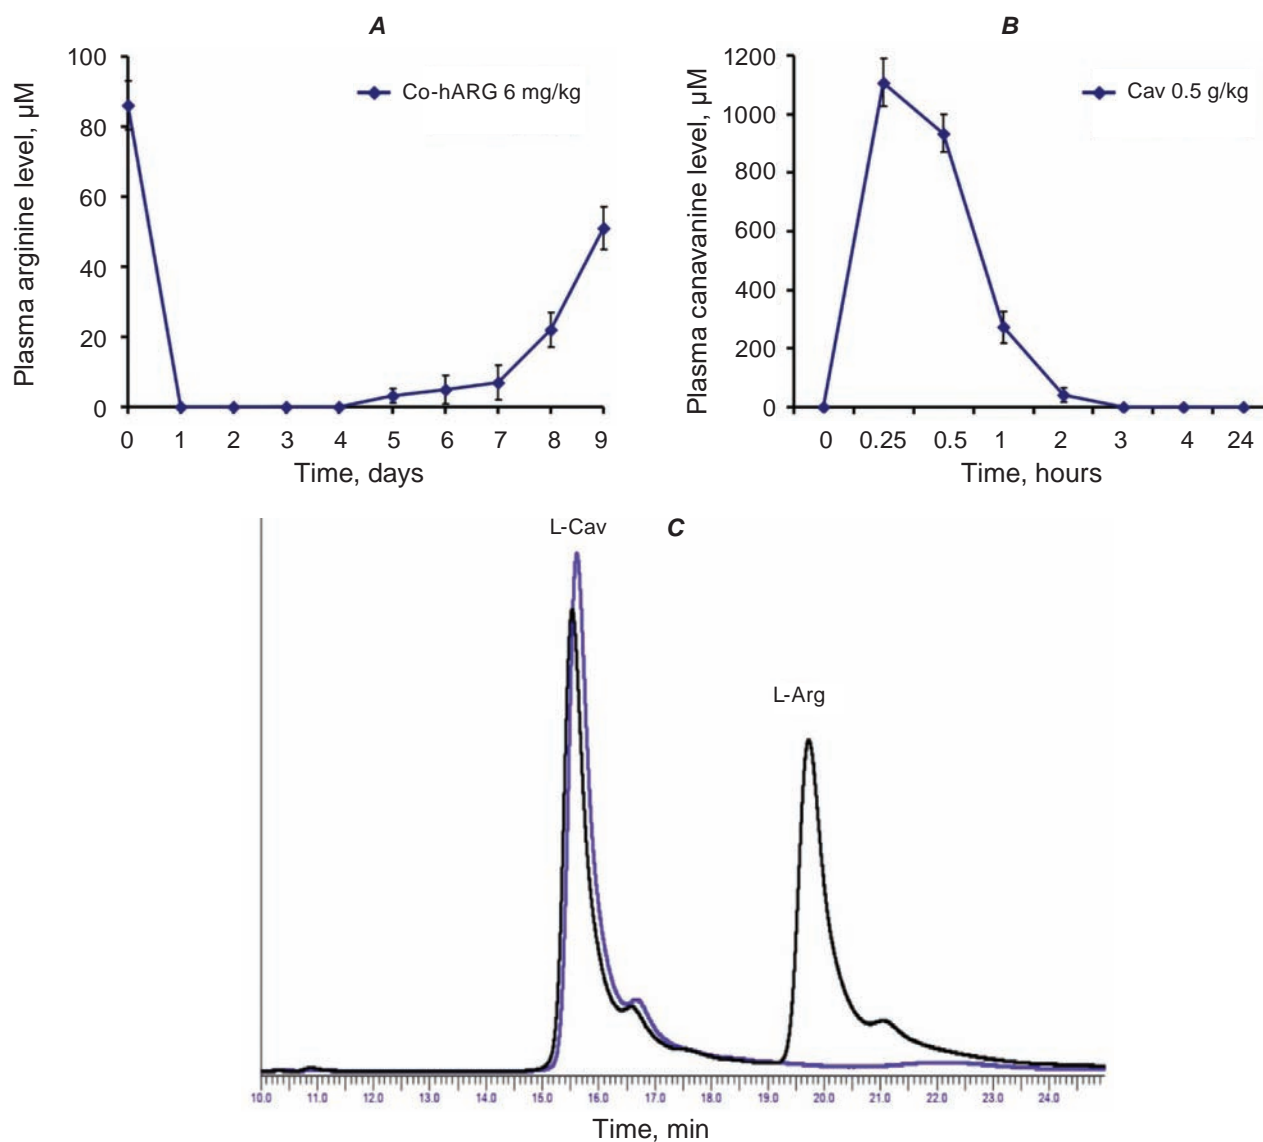 A
Plasma arginine level, µM
100
80
60
40
20
0
Co-hARG 6 mg/kg
0 1 2 3 4 5 6 7 8 9
Time, days
B
Plasma canavanine level, µM
1200
1000
800
600
400
200
0
Cav 0.5 g/kg
0 0.25 0.5 1 2 3 4 24
Time, hours
C
L-Cav
L-Arg
10.0 11.0 12.0 13.0 14.0 15.0 16.0 17.0 18.0 19.0 20.0 21.0 22.0 23.0 24.0
Time, min